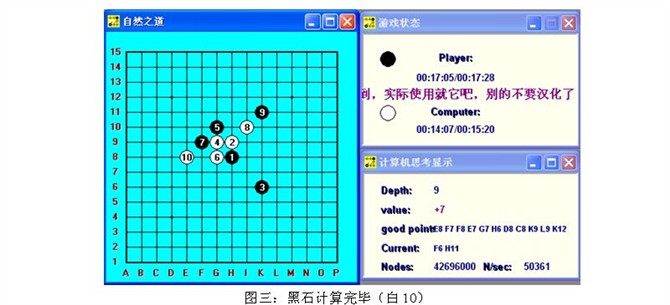 自然之道
15
14
13
12
11 9
10 5 8
9 7 4 2
8 10 6 1
7
6 3
5
4
3
2
1
A B C D E F G H I K L M N O P
游戏状态
Player:
00:17:05/00:17:28
到，实际使用就它吧，别的不要汉化了
Computer:
00:14:07/00:15:20
计算机思考显示
Depth: 9
value: +7
good point: E8 F7 F8 E7 G7 H6 D8 C8 K9 L9 K12
Current: F6 H11
Nodes: 42696000 N/sec: 50361
图三：黑石计算完毕（白 10）